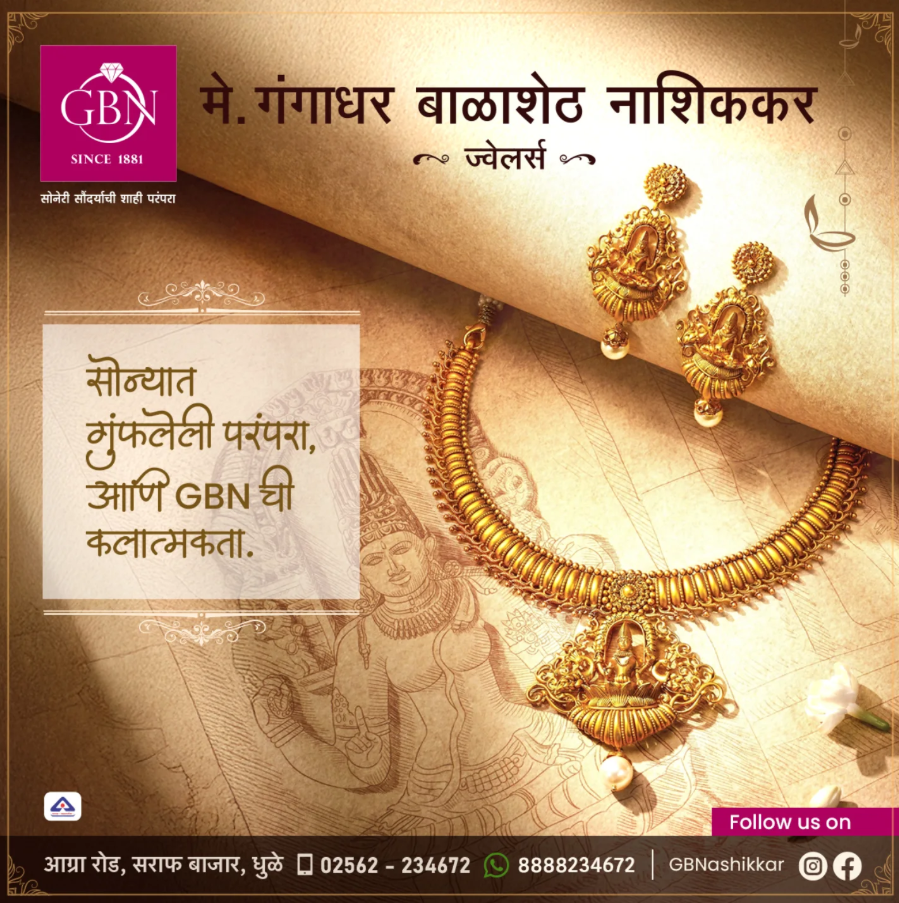 GBN
SINCE 1881
सोनेरी सौंदर्याची शाही परंपरा
मे. गंगाधर बाळाशेठ नाशिककर
ज्वेलर्स
सोन्यात
गुंफलेली परंपरा,
आणि GBN ची
कलात्मकता.
Follow us on
आग्रा रोड, सराफ बाजार, धुळे 02562 - 234672 8888234672 GBNashikkar